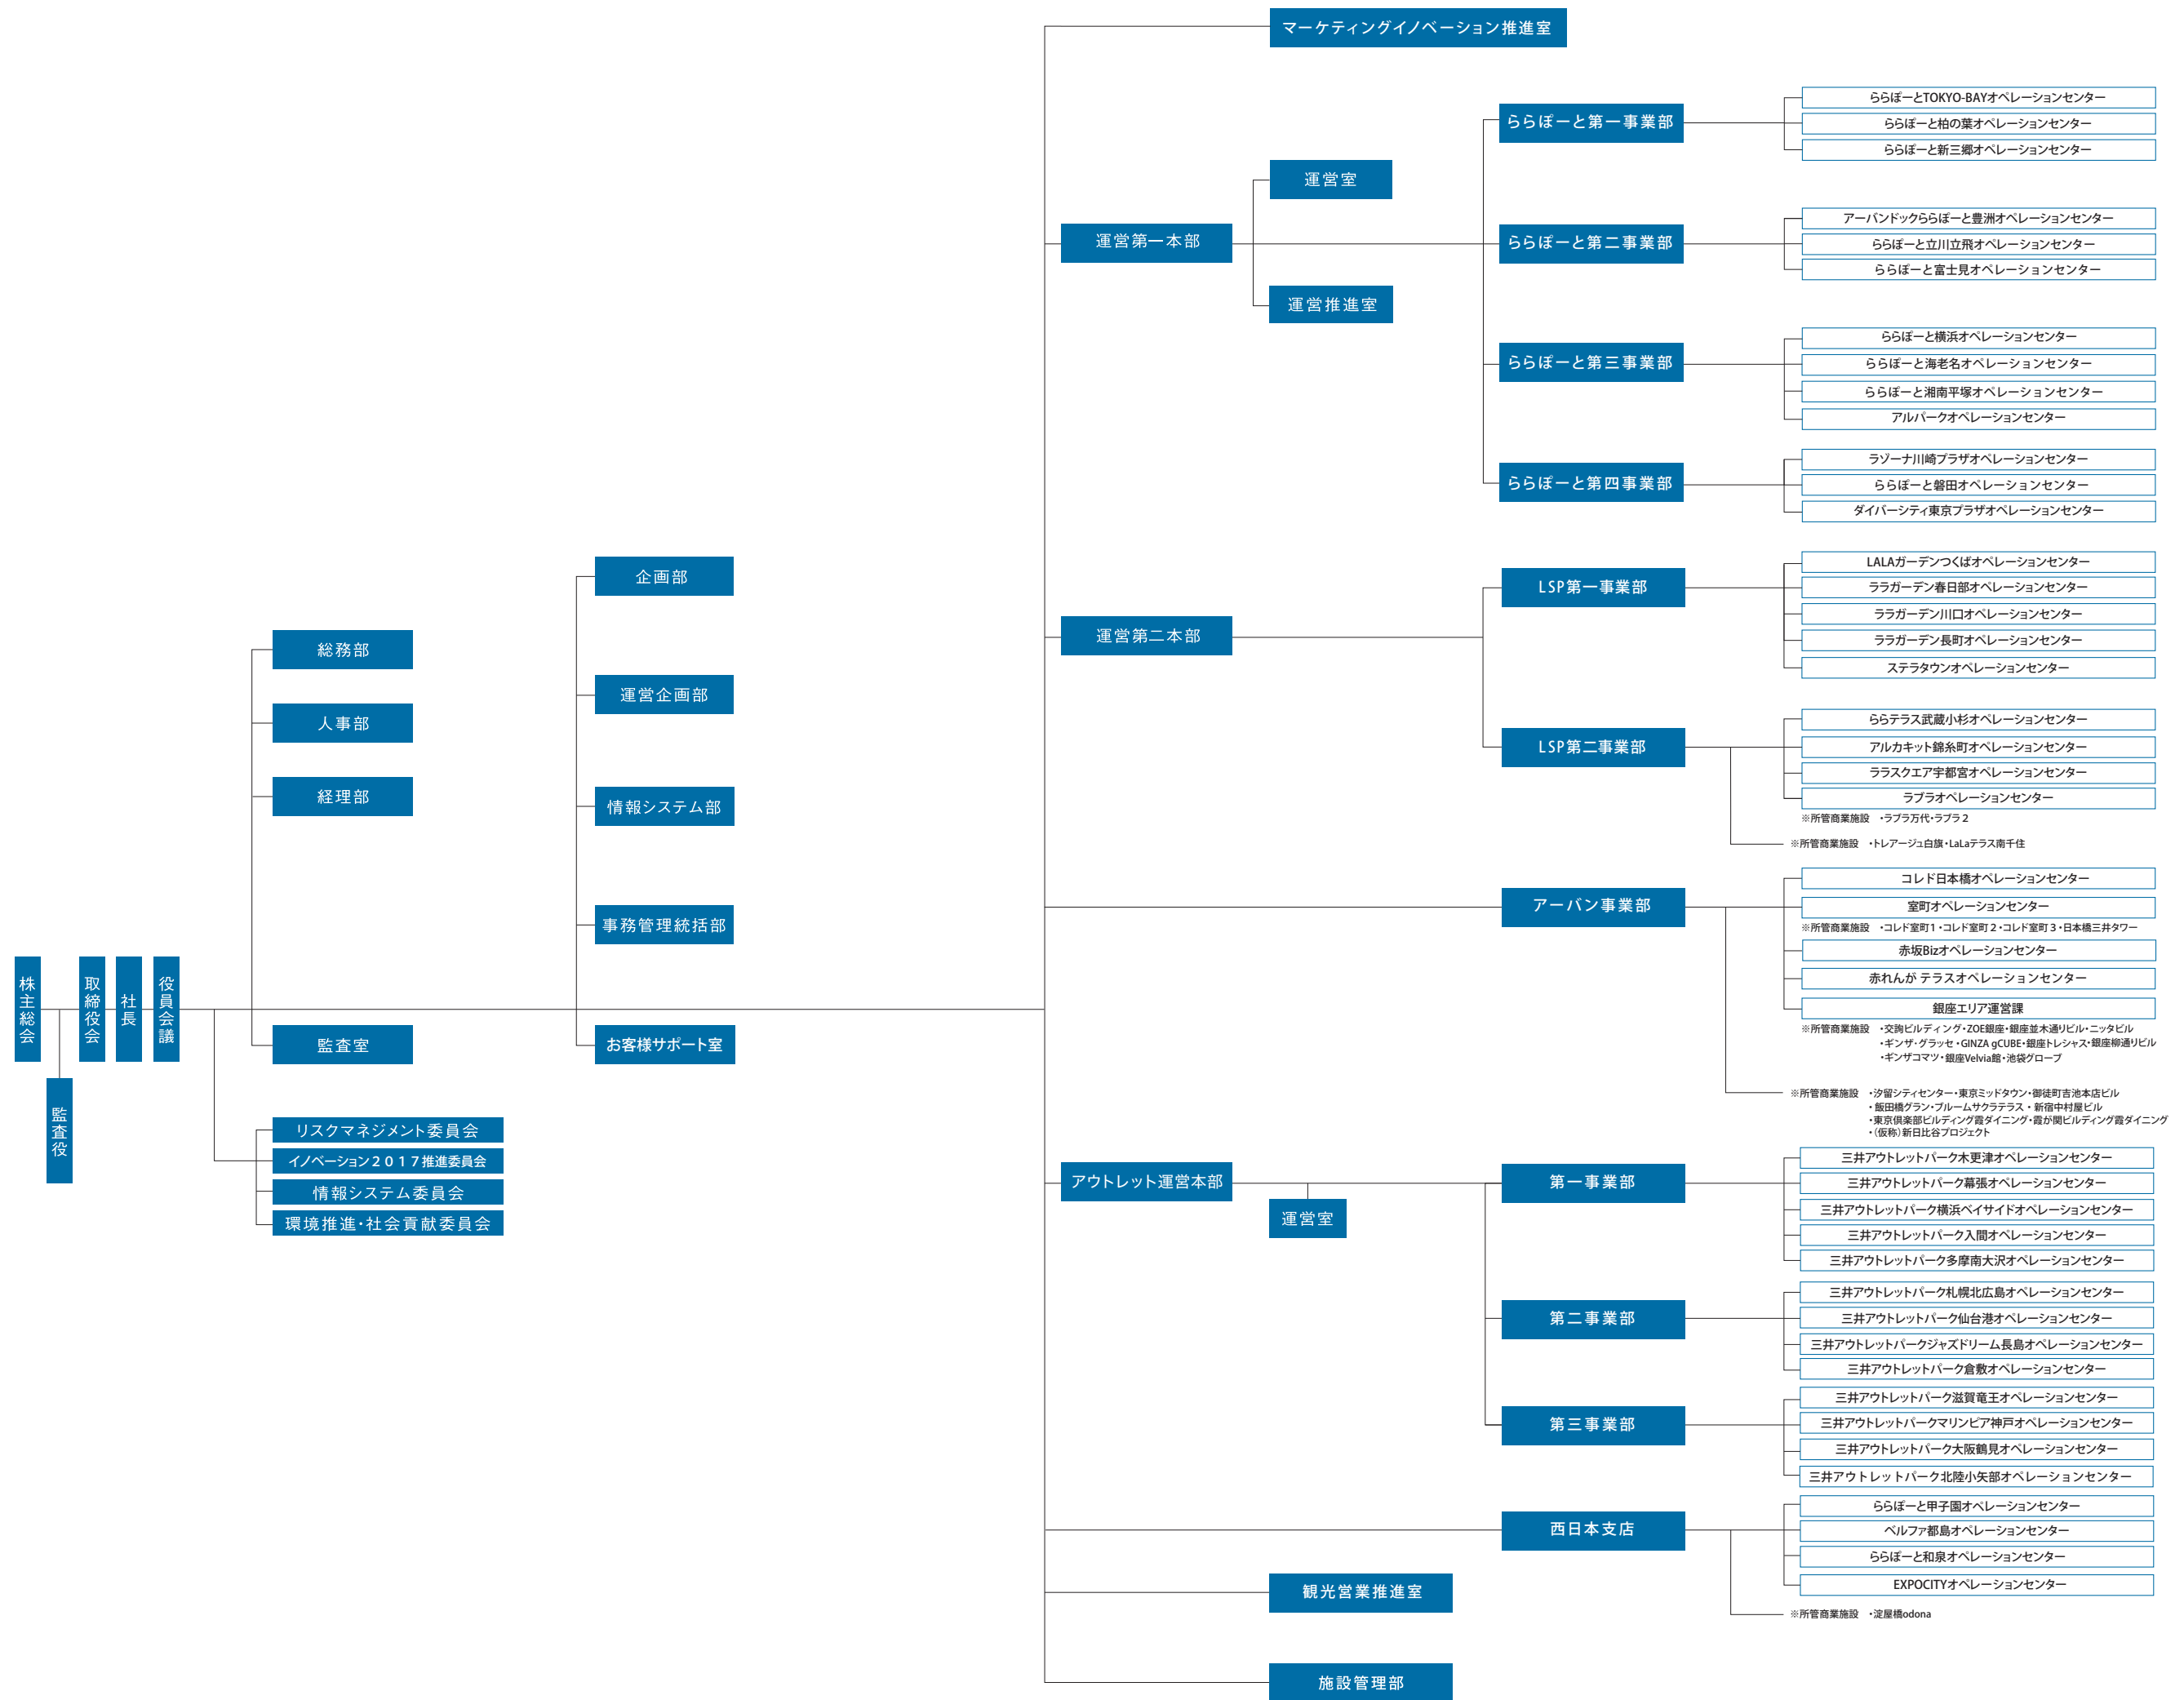 マーケティングイノベーション推進室
ららぽーと第一事業部
ららぽーとTOKYO-BAYオペレーションセンター
ららぽーと柏の葉オペレーションセンター
ららぽーと新三郷オペレーションセンター
運営第一本部
運営室
運営推進室
ららぽーと第二事業部
アーバンドックららぽーと豊洲オペレーションセンター
ららぽーと立川立飛オペレーションセンター
ららぽーと富士見オペレーションセンター
ららぽーと第三事業部
ららぽーと横浜オペレーションセンター
ららぽーと海老名オペレーションセンター
ららぽーと湘南平塚オペレーションセンター
アルパークオペレーションセンター
ららぽーと第四事業部
ラゾーナ川崎プラザオペレーションセンター
ららぽーと磐田オペレーションセンター
ダイバーシティ東京プラザオペレーションセンター
運営第二本部
LSP第一事業部
LALAガーデンつくばオペレーションセンター
ララガーデン春日部オペレーションセンター
ララガーデン川口オペレーションセンター
ララガーデン長町オペレーションセンター
ステラタウンオペレーションセンター
LSP第二事業部
ららテラス武蔵小杉オペレーションセンター
アルカキット錦糸町オペレーションセンター
ララスクエア宇都宮オペレーションセンター
ラブラオペレーションセンター
※所管商業施設 ・ラブラ万代・ラブラ2
※所管商業施設 ・トレアージュ白旗・LaLaテラス南千住
企画部
運営企画部
情報システム部
事務管理統括部
お客様サポート室
総務部
人事部
経理部
監査室
株主総会
監査役
取締役会
社長
役員会議
リスクマネジメント委員会
イノベーション2017推進委員会
情報システム委員会
環境推進・社会貢献委員会
アーバン事業部
コレド日本橋オペレーションセンター
室町オペレーションセンター
※所管商業施設 ・コレド室町1・コレド室町2・コレド室町3・日本橋三井タワー
赤坂Bizオペレーションセンター
赤れんが テラスオペレーションセンター
銀座エリア運営課
※所管商業施設 ・交詢ビルディング・ZOE銀座・銀座並木通りビル・ニッタビル
・ギンザ・グラッセ・GINZA gCUBE・銀座トレシャス・銀座柳通りビル
・ギンザコマツ・銀座Velvia館・池袋グローブ
※所管商業施設 ・汐留シティセンター・東京ミッドタウン・御徒町吉池本店ビル
・飯田橋グラン・ブルームサクラテラス・新宿中村屋ビル
・東京倶楽部ビルディング霞ダイニング・霞が関ビルディング霞ダイニング
・(仮称)新日比谷プロジェクト
アウトレット運営本部
運営室
第一事業部
三井アウトレットパーク木更津オペレーションセンター
三井アウトレットパーク幕張オペレーションセンター
三井アウトレットパーク横浜ベイサイドオペレーションセンター
三井アウトレットパーク入間オペレーションセンター
三井アウトレットパーク多摩南大沢オペレーションセンター
第二事業部
三井アウトレットパーク札幌北広島オペレーションセンター
三井アウトレットパーク仙台港オペレーションセンター
三井アウトレットパークジャズドリーム長島オペレーションセンター
三井アウトレットパーク倉敷オペレーションセンター
第三事業部
三井アウトレットパーク滋賀竜王オペレーションセンター
三井アウトレットパークマリンピア神戸オペレーションセンター
三井アウトレットパーク大阪鶴見オペレーションセンター
三井アウトレットパーク北陸小矢部オペレーションセンター
西日本支店
ららぽーと甲子園オペレーションセンター
ベルファ都島オペレーションセンター
ららぽーと和泉オペレーションセンター
EXPOCITYオペレーションセンター
※所管商業施設 ・淀屋橋odona
観光営業推進室
施設管理部